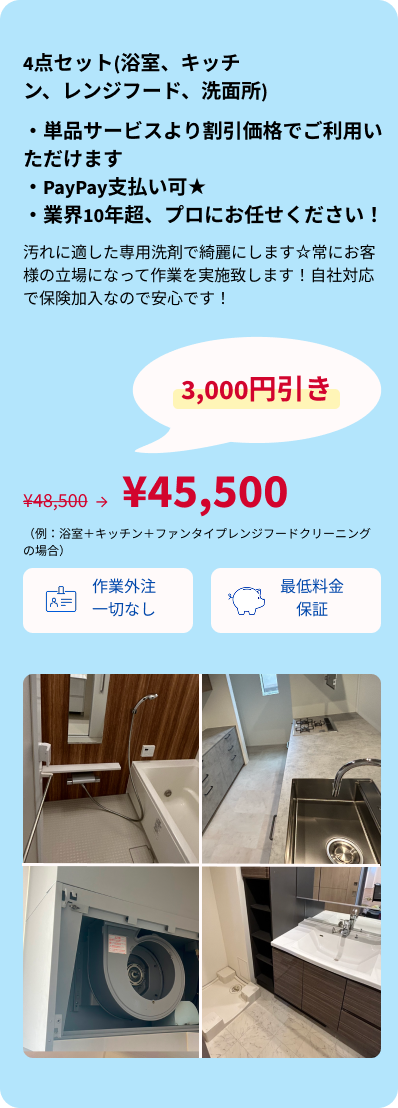 4点セット(浴室、キッチ
ン、レンジフード、洗面所)
・単品サービスより割引価格でご利用い
ただけます
・PayPay支払い可★
・業界10年超、プロにお任せください！
汚れに適した専用洗剤で綺麗にします☆常にお客
様の立場になって作業を実施致します！自社対応
で保険加入なので安心です！
3,000円引き
¥48,500 → ¥45,500
（例：浴室＋キッチン＋ファンタイプレンジフードクリーニング
の場合）
作業外注
一切なし
最低料金
保証